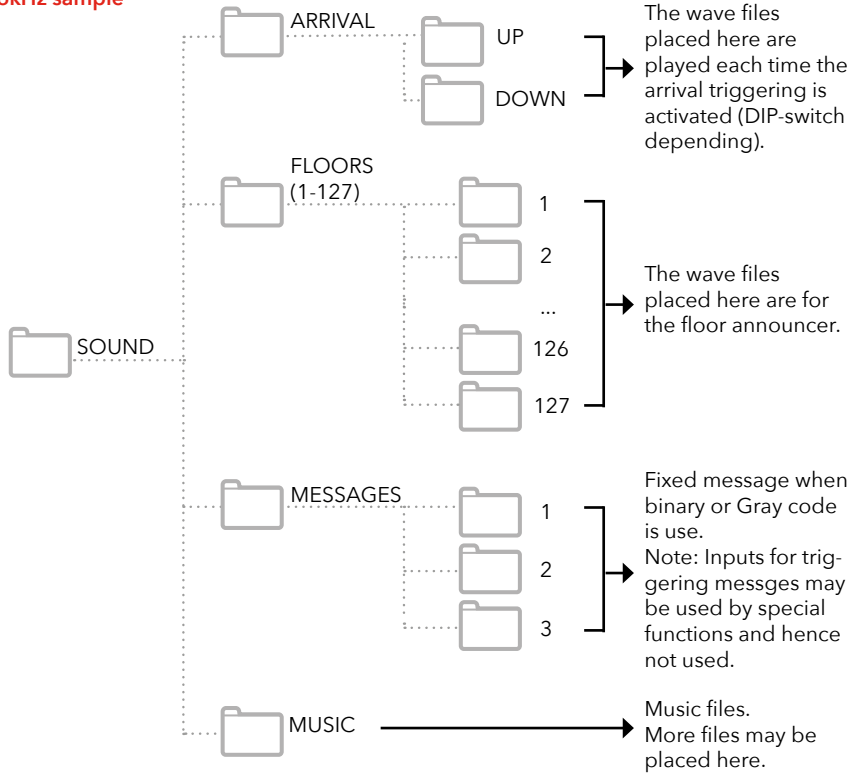 sample
ARRIVAL
UP
DOWN
The wave files
placed here are
played each time the
arrival triggering is
activated (DIP-switch
depending).
FLOORS
(1-127)
1
2
...
126
127
The wave files
placed here are for
the floor announcer.
SOUND
MESSAGES
1
2
3
Fixed message when
binary or Gray code
is use.
Note: Inputs for trig-
gering messges may
be used by special
functions and hence
not used.
MUSIC
Music files.
More files may be
placed here.